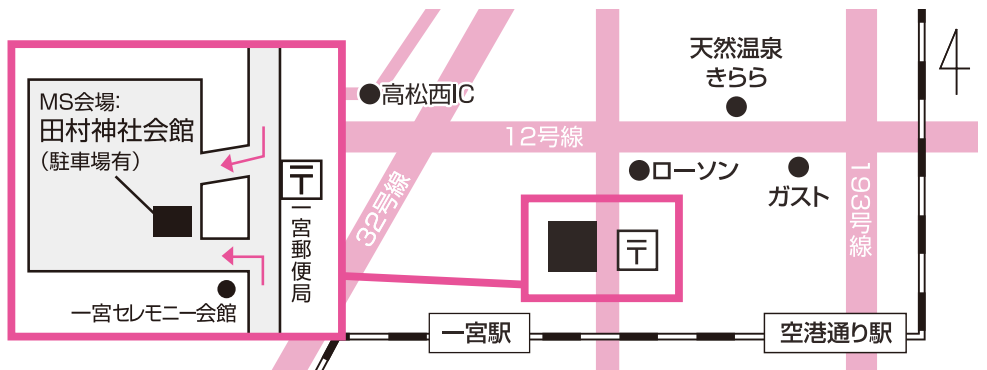 MS会場:
田村神社会館
(駐車場有)
〒
一宮郵便局
一宮セレモニー会館
高松西IC
32号線
12号線
天然温泉
きらら
ローソン
ガスト
193号線
〒
一宮駅
空港通り駅
4